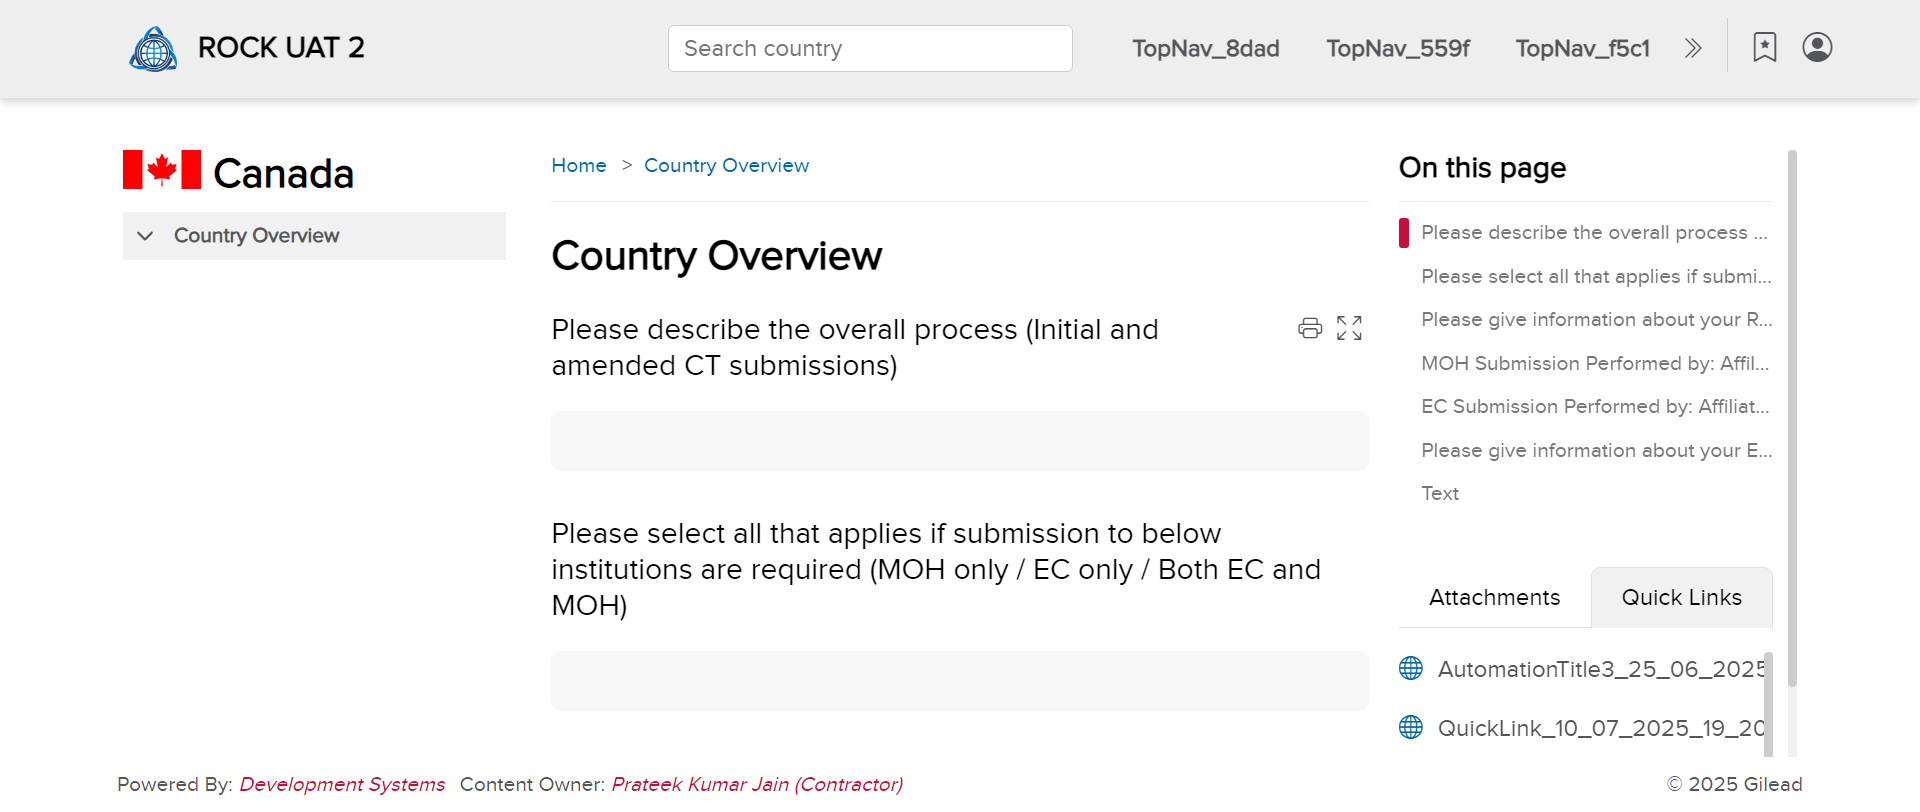 ROCK UAT 2
Search country
TopNav_8dad
TopNav_559f
TopNav_f5c1
Canada
Country Overview
Home > Country Overview
Country Overview
Please describe the overall process (Initial and
amended CT submissions)
Please select all that applies if submission to below
institutions are required (MOH only / EC only / Both EC and
MOH)
On this page
Please describe the overall process ...
Please select all that applies if submi...
Please give information about your R...
MOH Submission Performed by: Affil...
EC Submission Performed by: Affiliat...
Please give information about your E...
Text
Attachments
Quick Links
AutomationTitle3_25_06_2025
QuickLink_10_07_2025_19_20
Powered By: Development Systems Content Owner: Prateek Kumar Jain (Contractor)
© 2025 Gilead